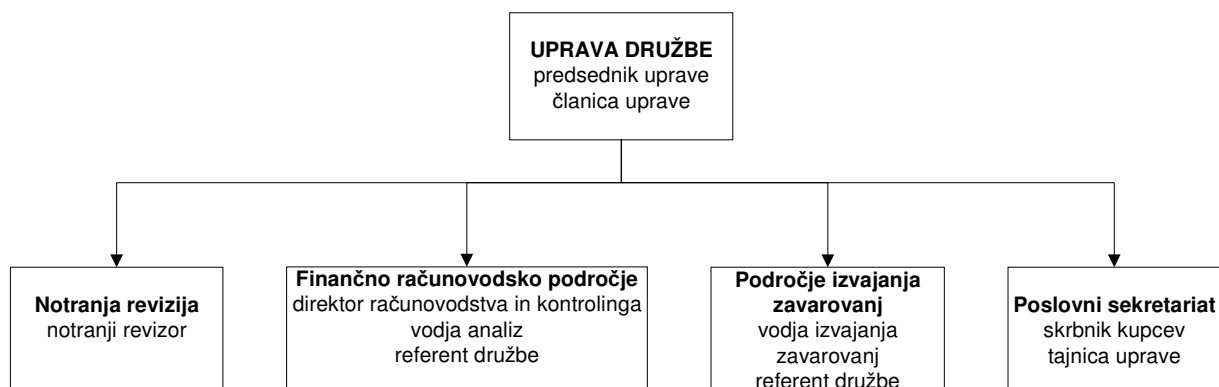 UPRAVA DRUŽBE
predsednik uprave
članica uprave
Notranja revizija
notranji revizor
Finančno računovodsko področje
direktor računovodstva in kontrolinga
vodja analiz
referent družbe
Področje izvajanja
zavarovanj
vodja izvajanja
zavarovanj
referent družbe
Poslovni sekretariat
skrbnik kupcev
tajnica uprave